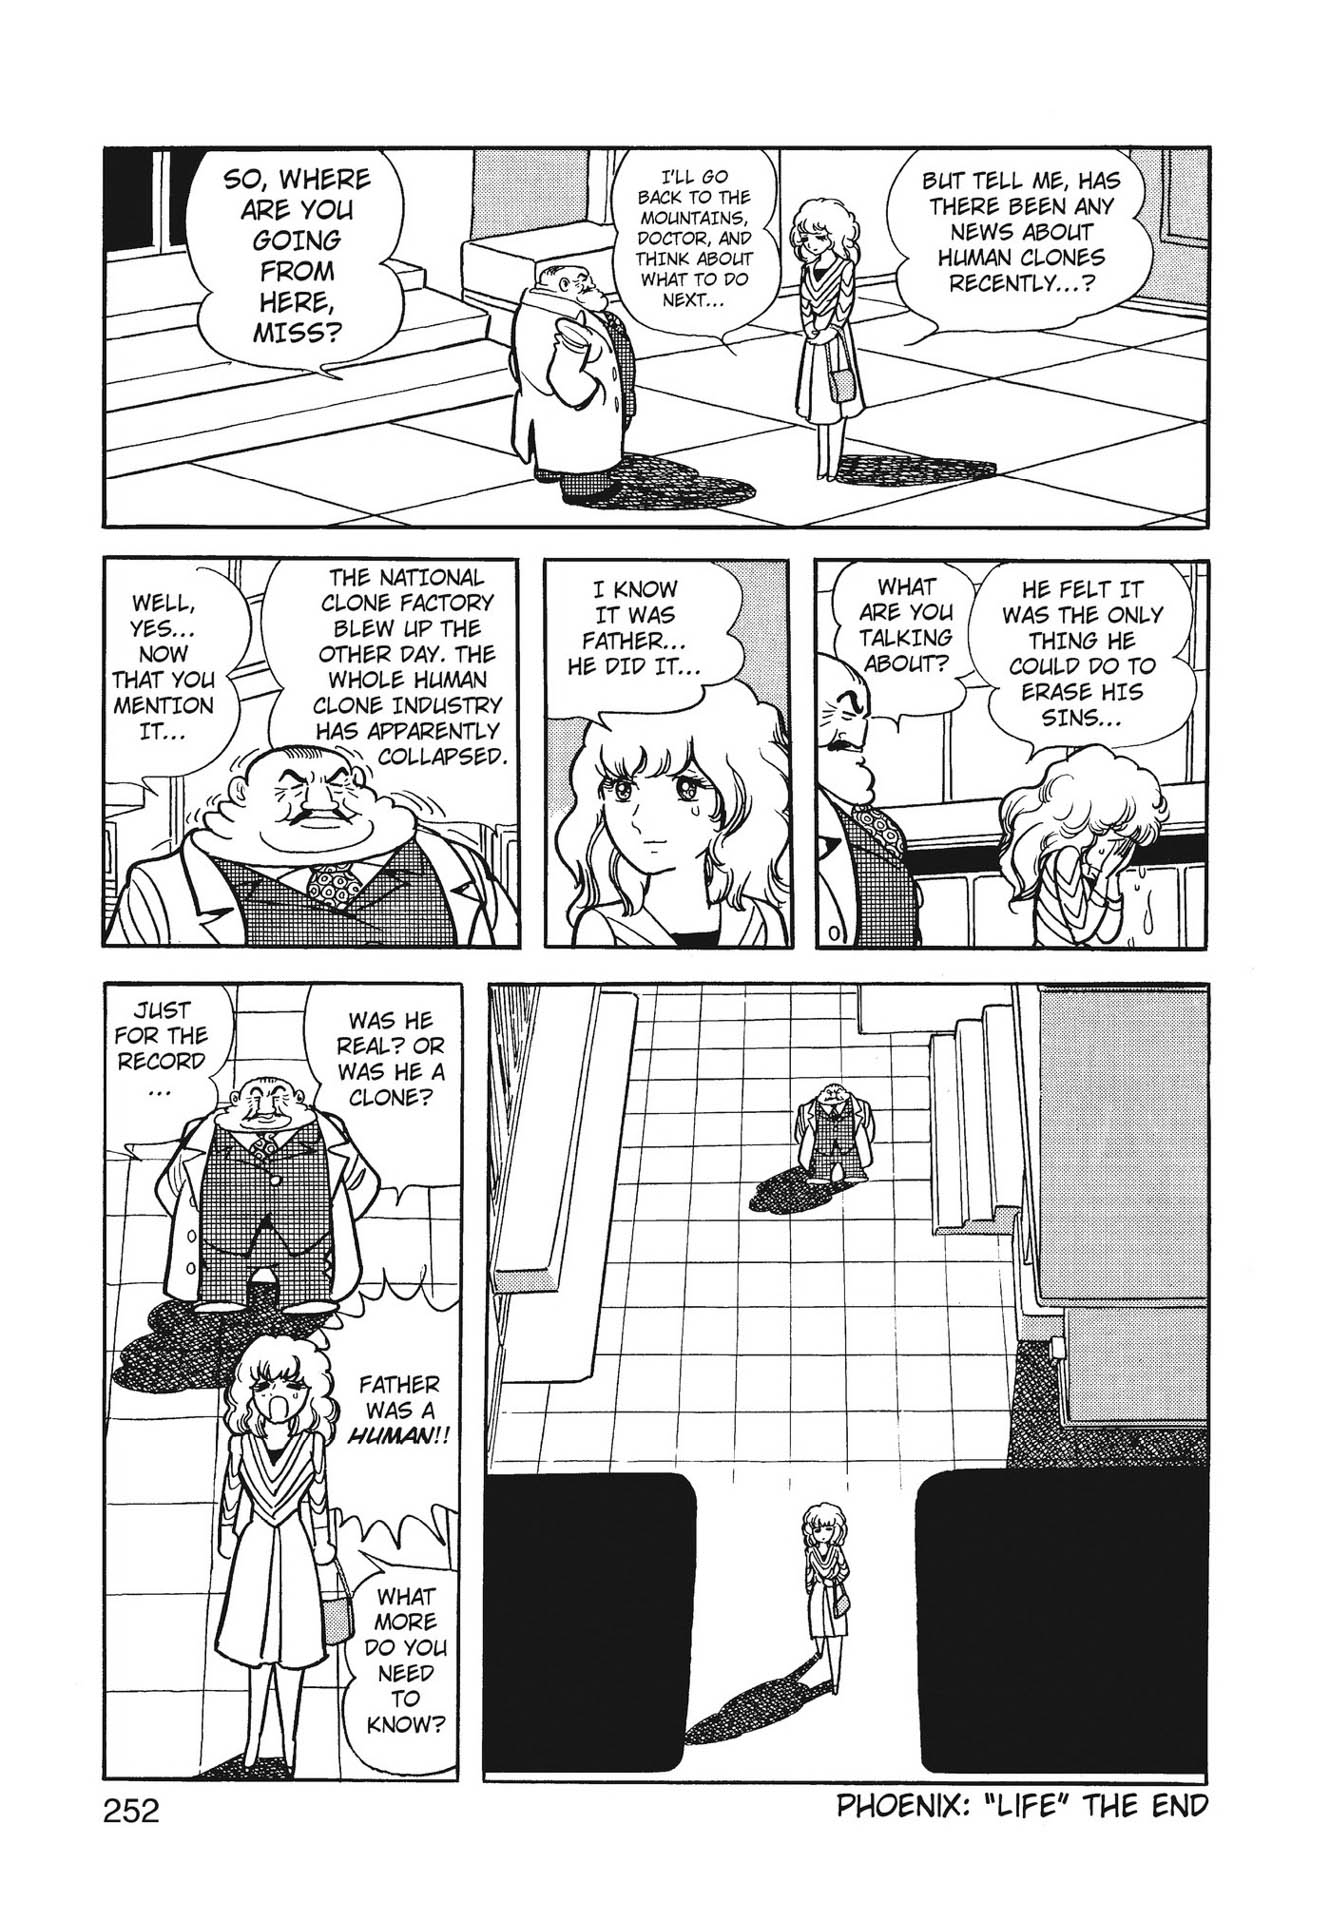 SO, WHERE
ARE YOU
GOING
FROM
HERE,
MISS?
I'LL GO
BACK TO THE
MOUNTAINS,
DOCTOR, AND
THINK ABOUT
WHAT TO DO
NEXT...
BUT TELL ME, HAS
THERE BEEN ANY
NEWS ABOUT
HUMAN CLONES
RECENTLY...?
WELL,
YES...
NOW
THAT YOU
MENTION
IT...
THE NATIONAL
CLONE FACTORY
BLEW UP THE
OTHER DAY. THE
WHOLE HUMAN
CLONE INDUSTRY
HAS APPARENTLY
COLLAPSED.
I KNOW
IT WAS
FATHER...
HE DID IT...
WHAT
ARE YOU
TALKING
ABOUT?
HE FELT IT
WAS THE ONLY
THING HE
COULD DO TO
ERASE HIS
SINS...
JUST
FOR THE
RECORD
...
WAS HE
REAL? OR
WAS HE A
CLONE?
FATHER
WAS A
HUMAN!!
WHAT
MORE
DO YOU
NEED
TO
KNOW?
252
PHOENIX: "LIFE" THE END